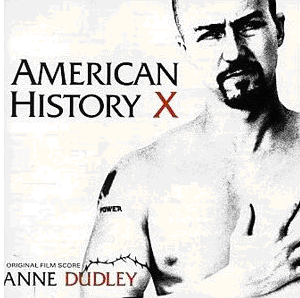 AMERICAN
HISTORY X
POWER
ORIGINAL FILM SCORE
ANNE DUDLEY